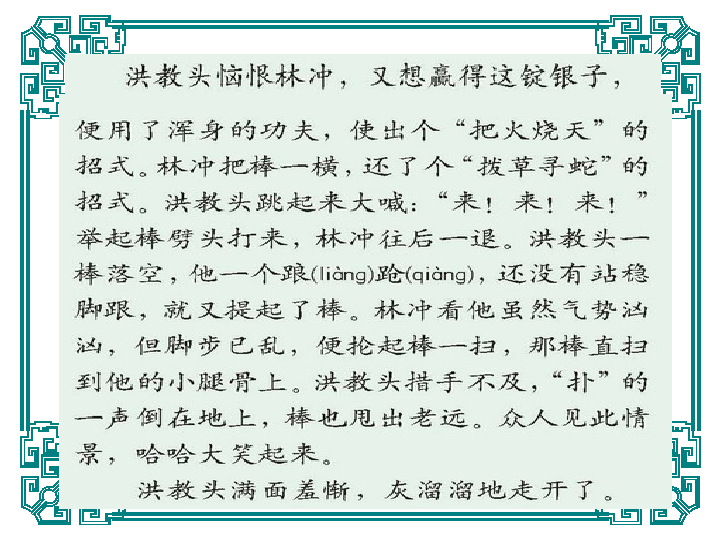 洪教头恼恨林冲，又想赢得这锭银子，
便用了浑身的功夫，使出个“把火烧天”的
招式。林冲把棒一横，还了个“拨草寻蛇”的
招式。洪教头跳起来大喊：“来！来！来！”
举起棒劈头打来，林冲往后一退。洪教头一
棒落空，他一个踉(liàng)跄(qiàng)，还没有站稳
脚跟，就又提起了棒。林冲看他虽然气势汹
汹，但脚步已乱，便抡起棒一扫，那棒直扫
到他的小腿骨上。洪教头措手不及，“扑”的
一声倒在地上，棒也甩出老远。众人见此情
景，哈哈大笑起来。
洪教头满面羞惭，灰溜溜地走开了。